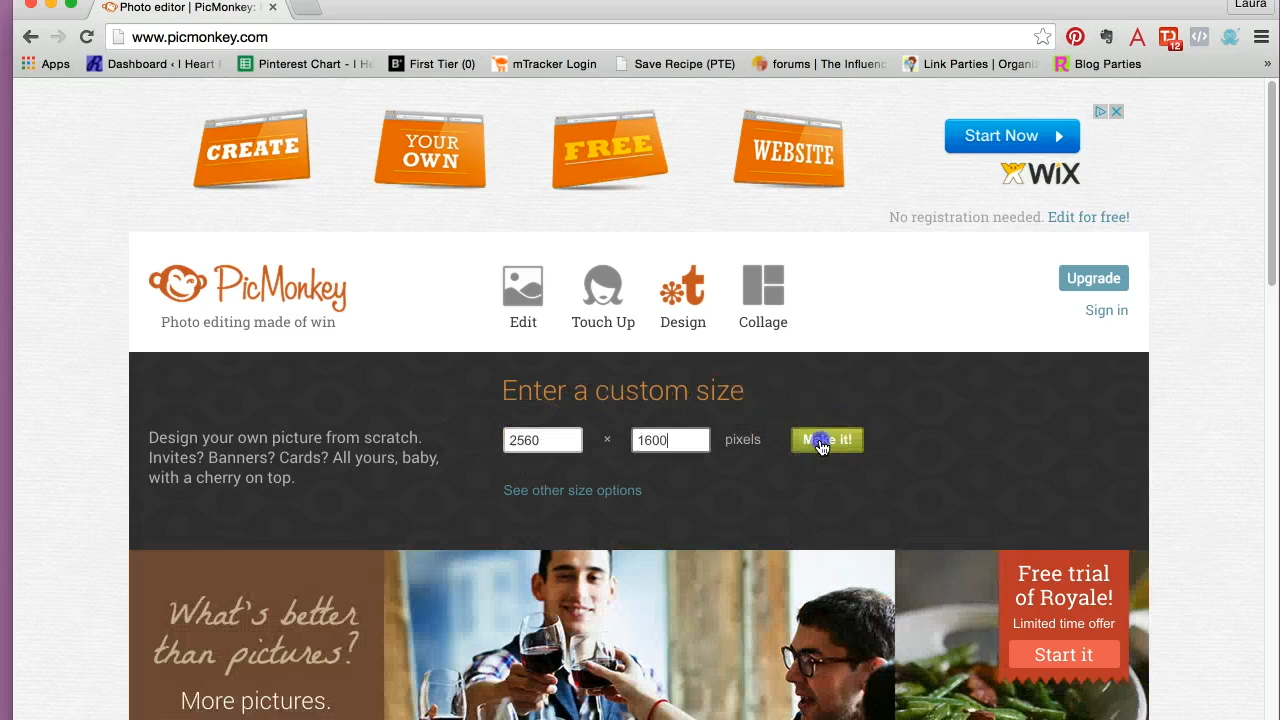 Photo editor | PicMonkey:
Laura
www.picmonkey.com
12
Apps
Dashboard ‹ I Heart
Pinterest Chart - I He
First Tier (0)
mTracker Login
Save Recipe (PTE)
forums | The Influenc
Link Parties | Organiz
Blog Parties
»
CREATE
YOUR OWN
FREE
WEBSITE
Start Now
WiX
No registration needed. Edit for free!
PicMonkey
Photo editing made of win
Edit
Touch Up
Design
Collage
Upgrade
Sign in
Enter a custom size
Design your own picture from scratch.
Invites? Banners? Cards? All yours, baby,
with a cherry on top.
2560
×
1600
pixels
Make it!
See other size options
What's better
than pictures?
More pictures.
Free trial
of Royale!
Limited time offer
Start it